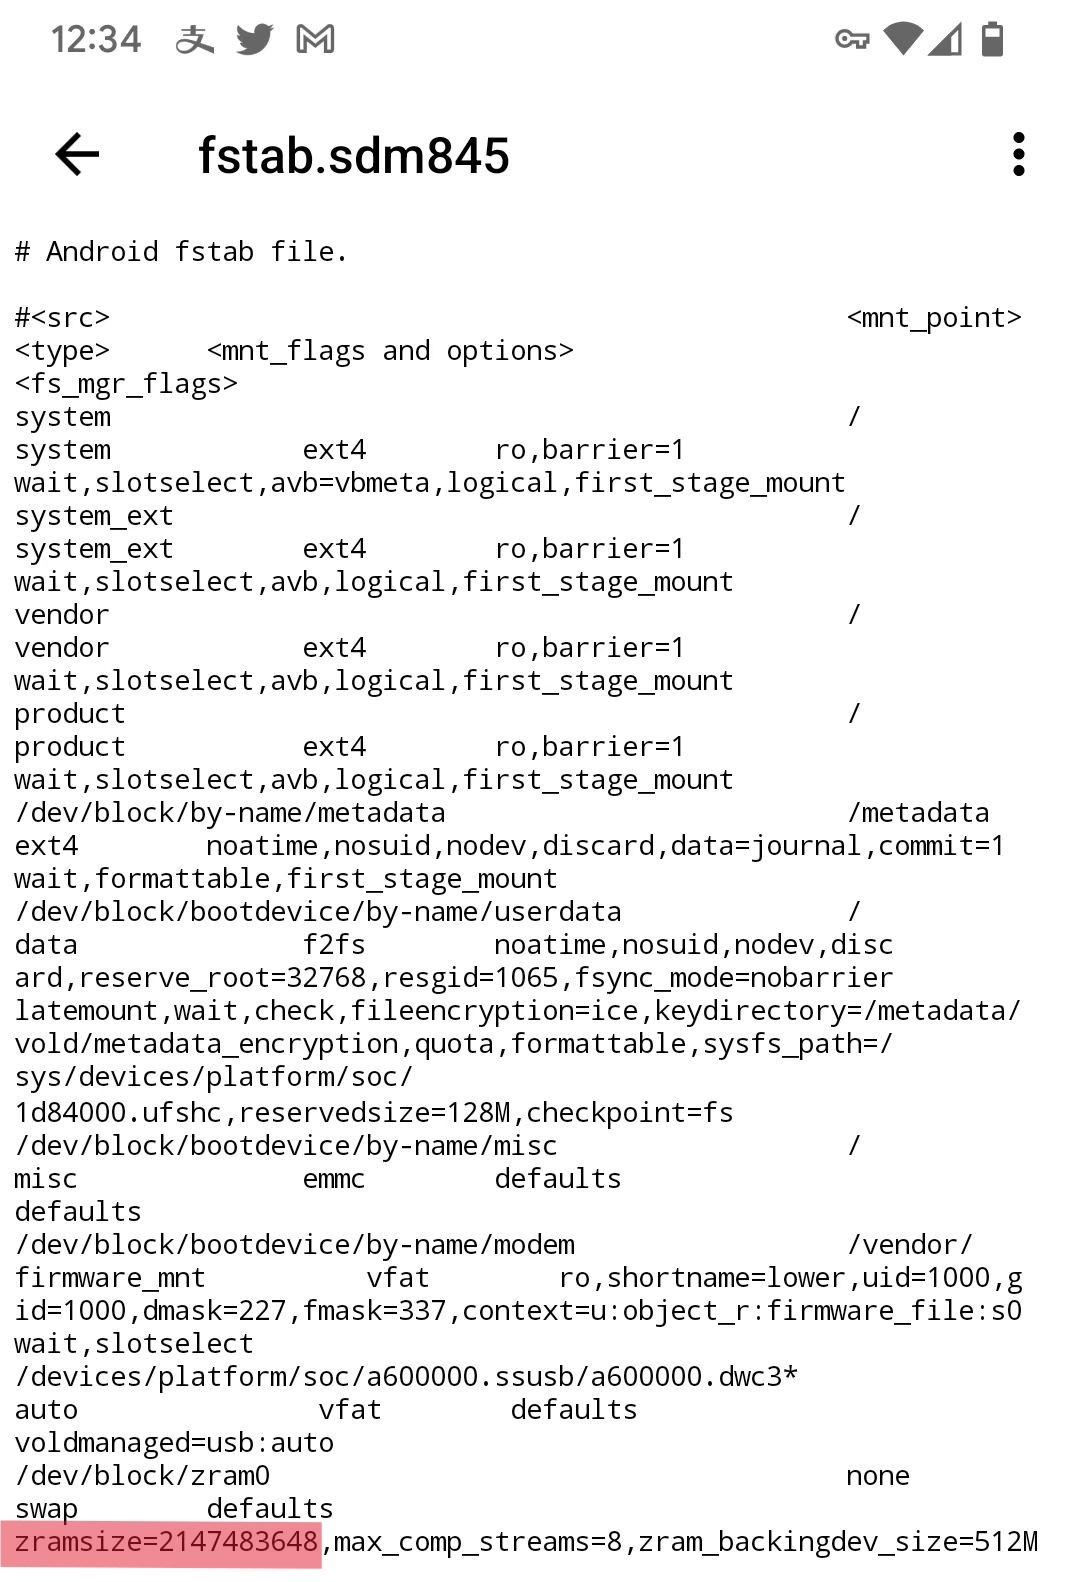 12:34
fstab.sdm845
# Android fstab file.
#<src> <mnt_point>
<type> <mnt_flags and options>
<fs_mgr_flags>
system /
system ext4 ro,barrier=1
wait,slotselect,avb=vbmeta,logical,first_stage_mount
system_ext /
system_ext ext4 ro,barrier=1
wait,slotselect,avb,logical,first_stage_mount
vendor /
vendor ext4 ro,barrier=1
wait,slotselect,avb,logical,first_stage_mount
product /
product ext4 ro,barrier=1
wait,slotselect,avb,logical,first_stage_mount
/dev/block/by-name/metadata /metadata
ext4 noatime,nosuid,nodev,discard,data=journal,commit=1
wait,formattable,first_stage_mount
/dev/block/bootdevice/by-name/userdata /
data f2fs noatime,nosuid,nodev,disc
ard,reserve_root=32768,resgid=1065,fsync_mode=nobarrier
latemount,wait,check,fileencryption=ice,keydirectory=/metadata/
vold/metadata_encryption,quota,formattable,sysfs_path=/
sys/devices/platform/soc/
1d84000.ufshc,reservedsize=128M,checkpoint=fs
/dev/block/bootdevice/by-name/misc /
misc emmc defaults
defaults
/dev/block/bootdevice/by-name/modem /vendor/
firmware_mnt vfat ro,shortname=lower,uid=1000,g
id=1000,dmask=227,fmask=337,context=u:object_r:firmware_file:s0
wait,slotselect
/devices/platform/soc/a600000.ssusb/a600000.dwc3*
auto vfat defaults
voldmanaged=usb:auto
/dev/block/zram0 none
swap defaults
zramsize=2147483648,max_comp_streams=8,zram_backingdev_size=512M